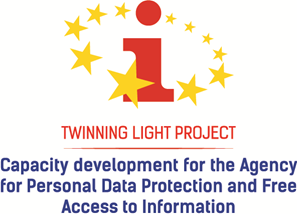 i
TWINNING LIGHT PROJECT
Capacity development for the Agency
for Personal Data Protection and Free
Access to Information